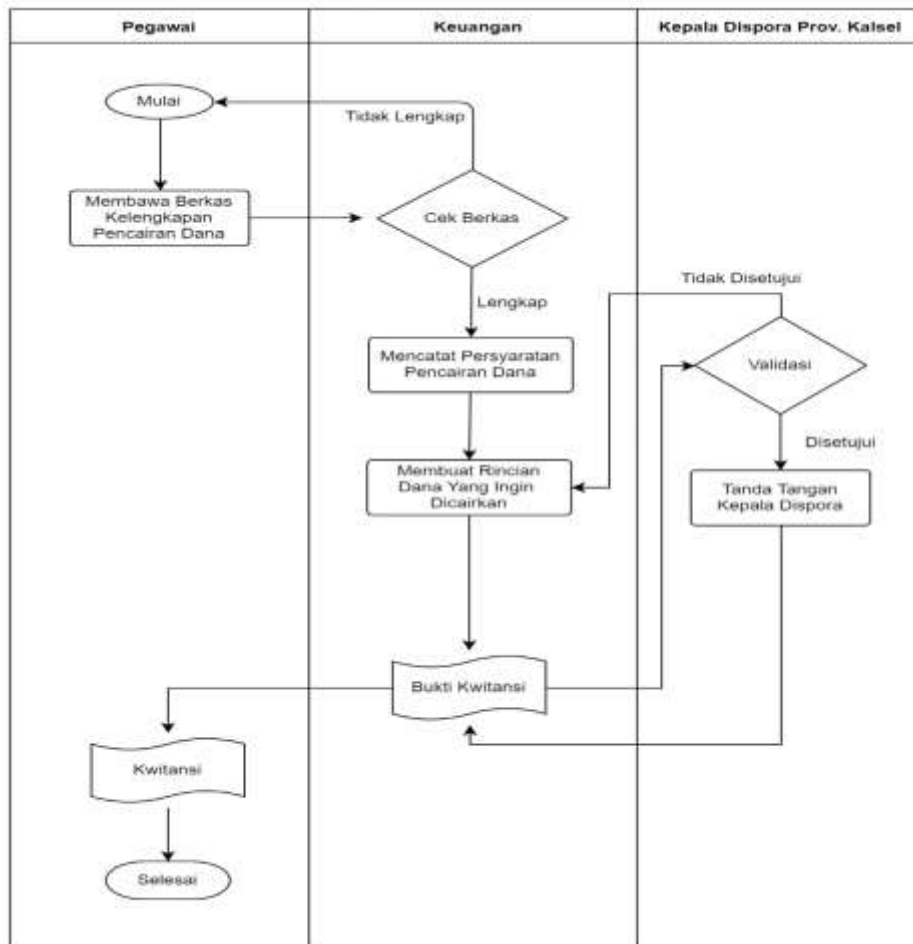 Pegawai
Keuangan
Kepala Dispora Prov. Kalsel
Mulai
Tidak Lengkap
Membawa Berkas
Kelengkapan
Pencairan Dana
Cek Berkas
Lengkap
Tidak Disetujui
Mencatat Persyaratan
Pencairan Dana
Validasi
Disetujui
Membuat Rincian
Dana Yang Ingin
Dicairkan
Tanda Tangan
Kepala Dispora
Bukti Kwitansi
Kwitansi
Selesai